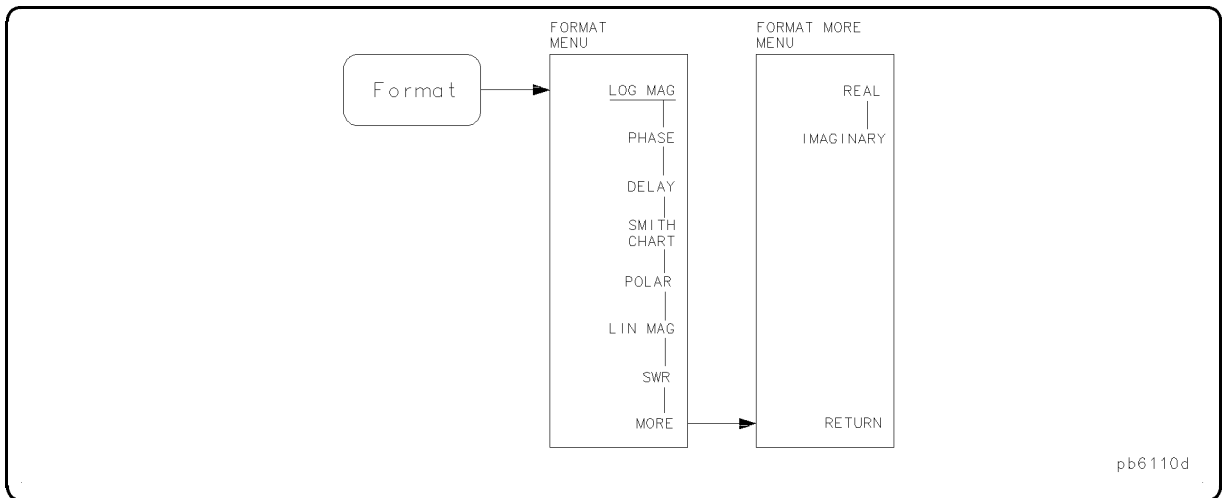 FORMAT
MENU
FORMAT MORE
MENU
Format
LOG MAG
PHASE
DELAY
SMITH
CHART
POLAR
LIN MAG
SWR
MORE
REAL
IMAGINARY
RETURN
pb6110d